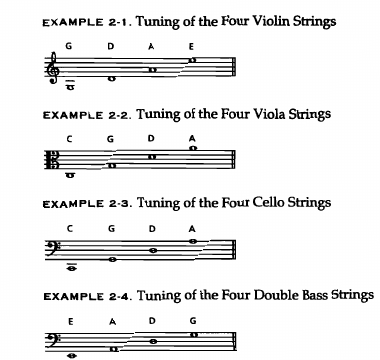 EXAMPLE 2-1. Tuning of the Four Violin Strings
G D A E
EXAMPLE 2-2. Tuning of the Four Viola Strings
C G D A
EXAMPLE 2-3. Tuning of the Four Cello Strings
C G D A
EXAMPLE 2-4. Tuning of the Four Double Bass Strings
E A D G